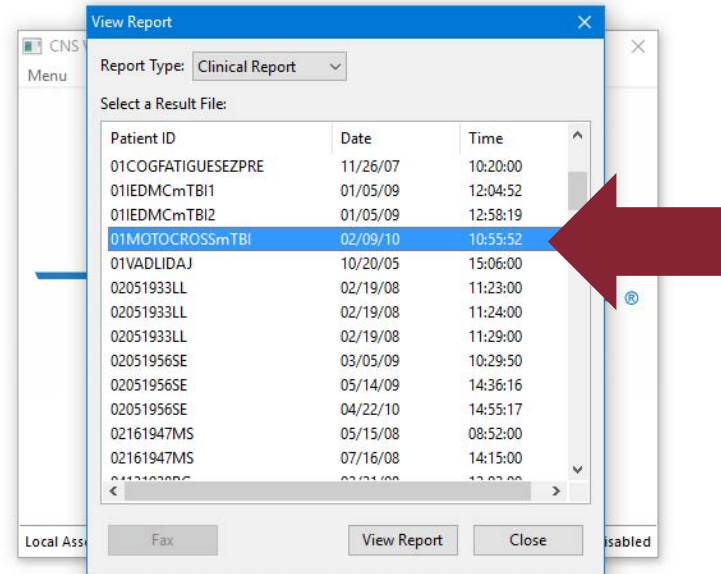 View Report
CNS
Menu
Report Type: Clinical Report
Select a Result File:
Patient ID Date Time
01COGFATIGUESEZPRE 11/26/07 10:20:00
01IEDMCmTBI1 01/05/09 12:04:52
01IEDMCmTBI2 01/05/09 12:58:19
01MOTOCROSSmTBI 02/09/10 10:55:52
01VADLIDAJ 10/20/05 15:06:00
02051933LL 02/19/08 11:23:00
02051933LL 02/19/08 11:24:00
02051933LL 02/19/08 11:29:00
02051956SE 03/05/09 10:29:50
02051956SE 05/14/09 14:36:16
02051956SE 04/22/10 14:55:17
02161947MS 05/15/08 08:52:00
02161947MS 07/16/08 14:15:00
®
Fax View Report Close
Local Ass isabled